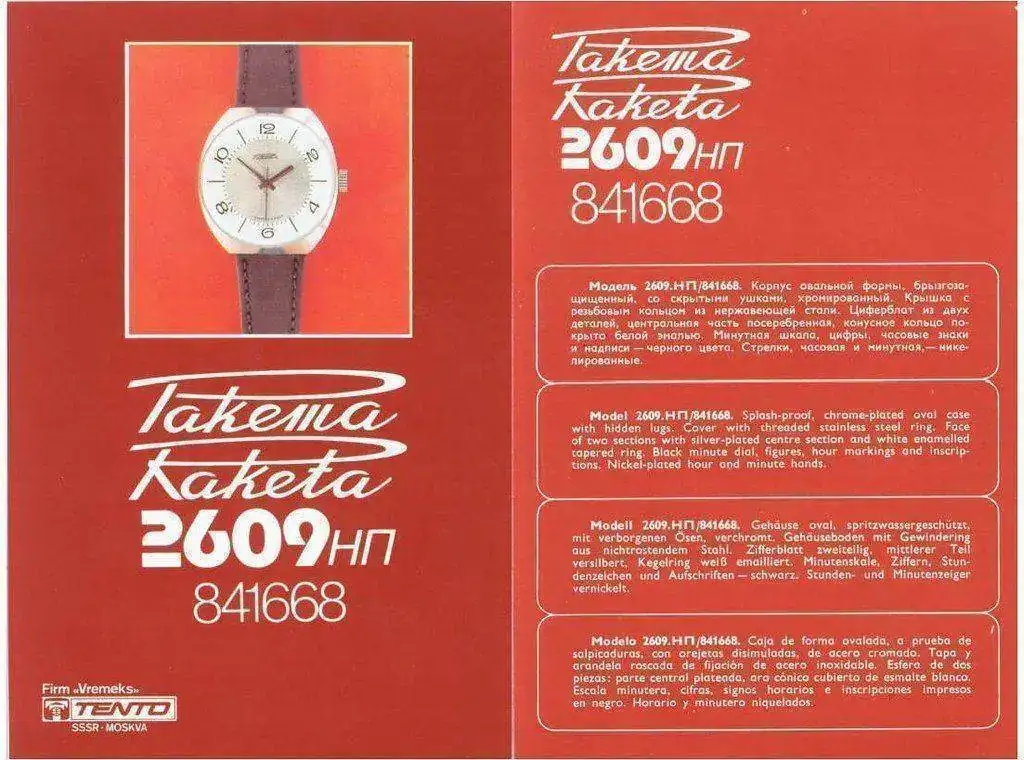 12
2
4
6
8
10
Ракета
Raketa
2609НП
841668
Firm «Vremeks»
TENTO
SSSR · MOSKVA
Ракета
Raketa
2609НП
841668
Модель 2609.НП/841668. Корпус овальной формы, брызгоза-
щищенный, со скрытыми ушками, хромированный. Крышка с
резьбовым кольцом из нержавеющей стали. Циферблат из двух
деталей, центральная часть посеребренная, конусное кольцо по-
крыто белой эмалью. Минутная шкала, цифры, часовые знаки
и надписи — черного цвета. Стрелки, часовая и минутная,— нике-
лированные.
Model 2609.НП/841668. Splash-proof, chrome-plated oval case
with hidden lugs. Cover with threaded stainless steel ring. Face
of two sections with silver-plated centre section and white enamelled
tapered ring. Black minute dial, figures, hour markings and inscrip-
tions. Nickel-plated hour and minute hands.
Modell 2609.НП/841668. Gehäuse oval, spritzwassergeschützt,
mit verborgenen Ösen, verchromt. Gehäuseboden mit Gewindering
aus nichtrostendem Stahl. Zifferblatt zweiteilig, mittlerer Teil
versilbert, Kegelring weiß emailliert. Minutenskale, Ziffern, Stun-
denzeichen und Aufschriften — schwarz. Stunden- und Minutenzeiger
vernickelt.
Modelo 2609.НП/841668. Caja de forma ovalada, a prueba de
salpicaduras, con orejetas disimuladas, de acero cromado. Tapa y
arandela roscada de fijación de acero inoxidable. Esfera de dos
piezas: parte central plateada, aro cónico cubierto de esmalte blanco.
Escala minutera, cifras, signos horarios e inscripciones impresos
en negro. Horario y minutero niquelados.